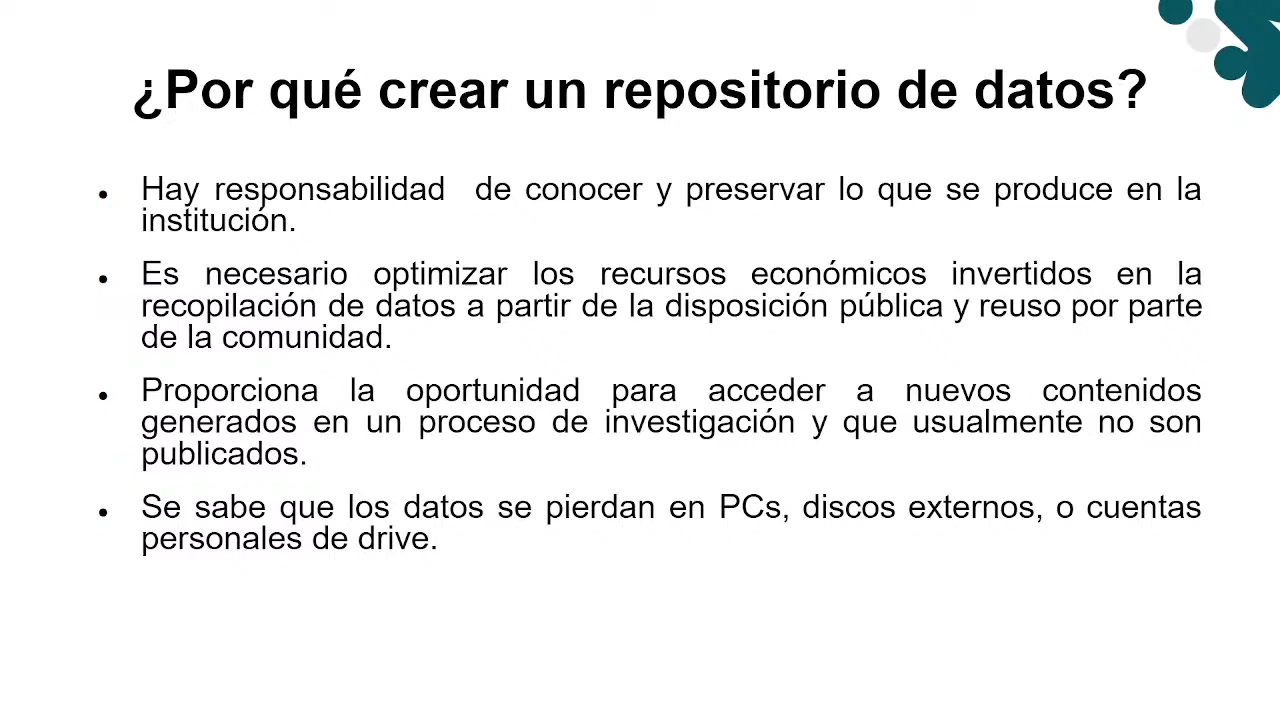 ¿Por qué crear un repositorio de datos?
• Hay responsabilidad  de conocer y preservar lo que se produce en la
institución.
• Es necesario optimizar los recursos económicos invertidos en la
recopilación de datos a partir de la disposición pública y reuso por parte
de la comunidad.
• Proporciona la oportunidad para acceder a nuevos contenidos
generados en un proceso de investigación y que usualmente no son
publicados.
• Se sabe que los datos se pierdan en PCs, discos externos, o cuentas
personales de drive.